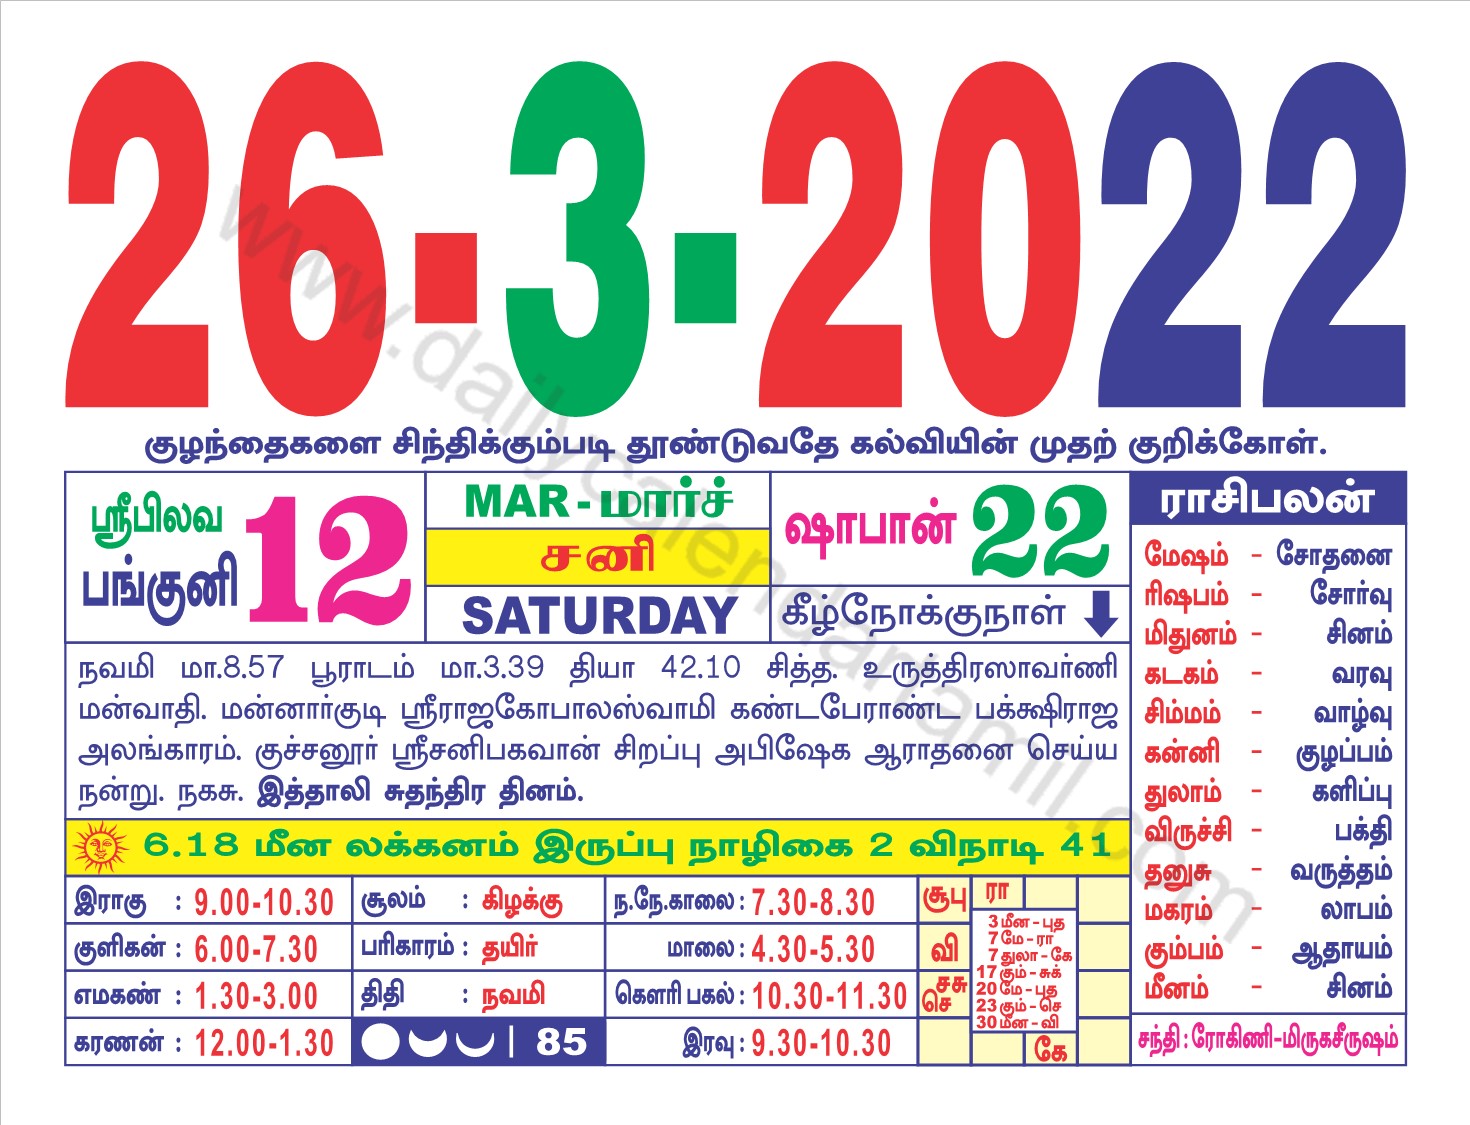 26-3-2022
குழந்தைகளை சிந்திக்கும்படி தூண்டுவதே கல்வியின் முதற் குறிக்கோள்.
ஸ்ரீபிலவ
பங்குனி 12
MAR - மார்ச்
சனி
SATURDAY
ஷாபான் 22
கீழ்நோக்குநாள்
நவமி மா.8.57 பூராடம் மா.3.39 தியா 42.10 சித்த. உருத்திரஸாவர்ணி
மன்வாதி. மன்னார்குடி ஸ்ரீராஜகோபாலஸ்வாமி கண்டபேராண்ட பக்க்ஷிராஜ
அலங்காரம். குச்சனூர் ஸ்ரீசனிபகவான் சிறப்பு அபிஷேக ஆராதனை செய்ய
நன்று. நகசு. இத்தாலி சுதந்திர தினம்.
6.18 மீன லக்கனம் இருப்பு நாழிகை 2 விநாடி 41
இராகு : 9.00-10.30 சூலம் : கிழக்கு ந.நே.காலை : 7.30-8.30
குளிகன் : 6.00-7.30 பரிகாரம் : தயிர் மாலை : 4.30-5.30
எமகண் : 1.30-3.00 திதி : நவமி கௌரி பகல் : 10.30-11.30
கரணன் : 12.00-1.30 | 85 இரவு : 9.30-10.30
சூபு ரா
வி
சசு
செ
கே
3 மீன - புத
7 மே - ரா
7 துலா - கே
17 கும் - சுக்
20 மே - புத
23 கும் - செ
30 மீன - வி
ராசிபலன்
மேஷம் - சோதனை
ரிஷபம் - சோர்வு
மிதுனம் - சினம்
கடகம் - வரவு
சிம்மம் - வாழ்வு
கன்னி - குழப்பம்
துலாம் - களிப்பு
விருச்சி - பக்தி
தனுசு - வருத்தம்
மகரம் - லாபம்
கும்பம் - ஆதாயம்
மீனம் - சினம்
சந்தி : ரோகிணி-மிருகசீருஷம்
www.dailycalendartamil.com